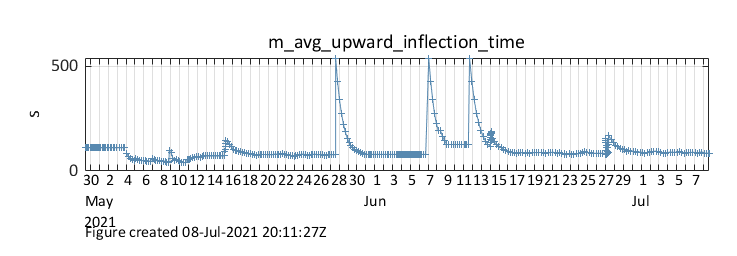 m_avg_upward_inflection_time
500
s
0
30 2 4 6 8 10 12 14 16 18 20 22 24 26 28 30 1 3 5 7 9 11 13 15 17 19 21 23 25 27 29 1 3 5 7
May Jun Jul
2021
Figure created 08-Jul-2021 20:11:27Z